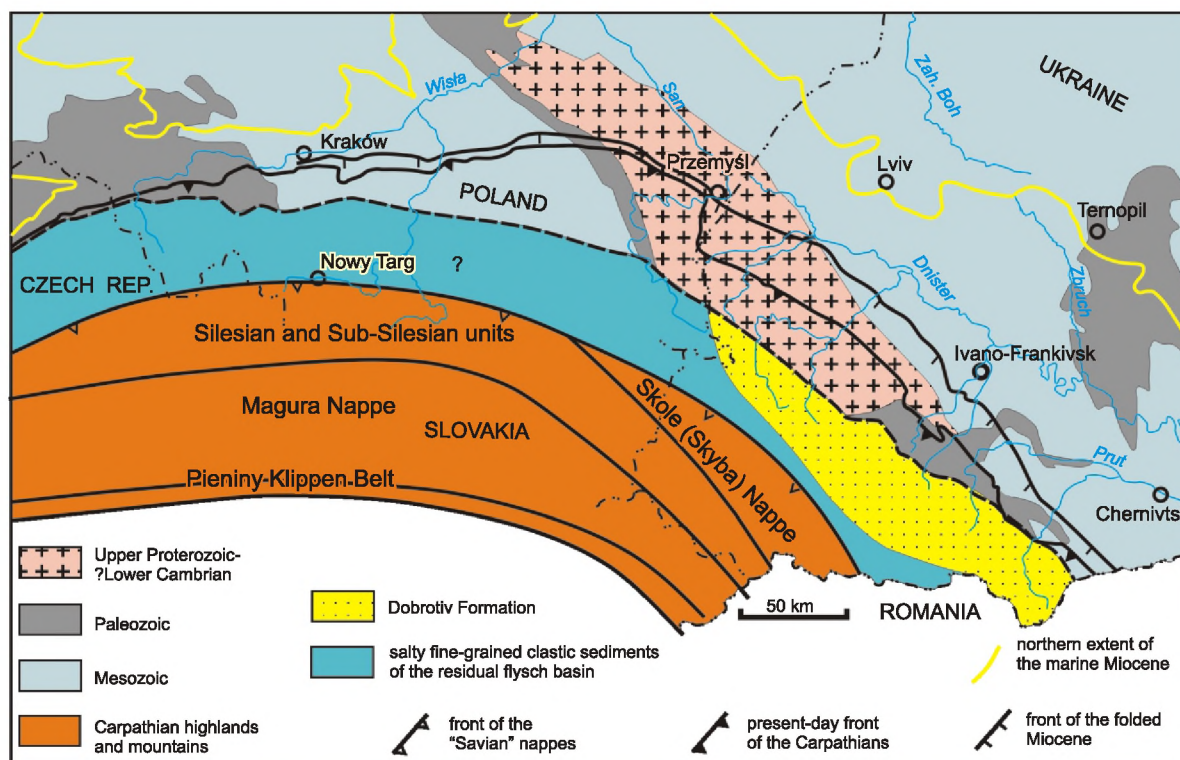 UKRAINE
Zah. Boh
Wisła
San
Kraków
Przemyśl
Lviv
Ternopil
POLAND
Dnister
Zbruch
Nowy Targ
?
CZECH REP.
Silesian and Sub-Silesian units
Ivano-Frankivsk
Skole (Skyba) Nappe
Magura Nappe
SLOVAKIA
Prut
Pieniny-Klippen Belt
Chernivts
50 km
ROMANIA
Upper Proterozoic-
?Lower Cambrian
Paleozoic
Mesozoic
Carpathian highlands
and mountains
Dobrotiv Formation
salty fine-grained clastic sediments
of the residual flysch basin
front of the
"Savian" nappes
present-day front
of the Carpathians
northern extent of
the marine Miocene
front of the folded
Miocene